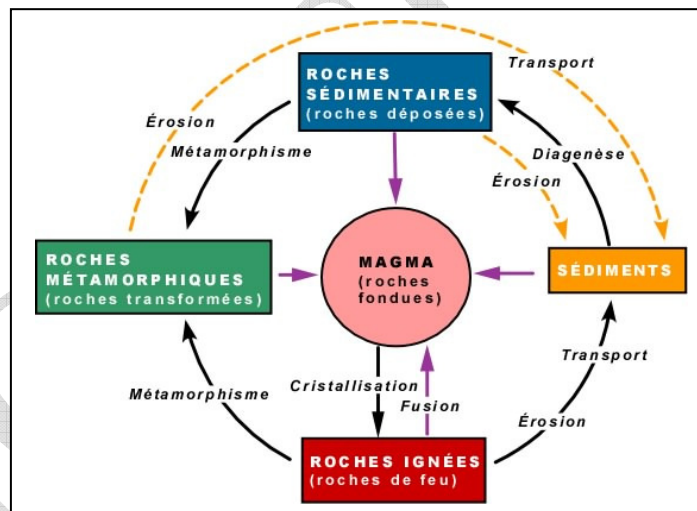 ROCHES
SÉDIMENTAIRES
(roches déposées)
Transport
Érosion
Métamorphisme
Diagenèse
Érosion
ROCHES
MÉTAMORPHIQUES
(roches transformées)
MAGMA
(roches
fondues)
SÉDIMENTS
Transport
Métamorphisme
Cristallisation
Fusion
Érosion
ROCHES IGNÉES
(roches de feu)